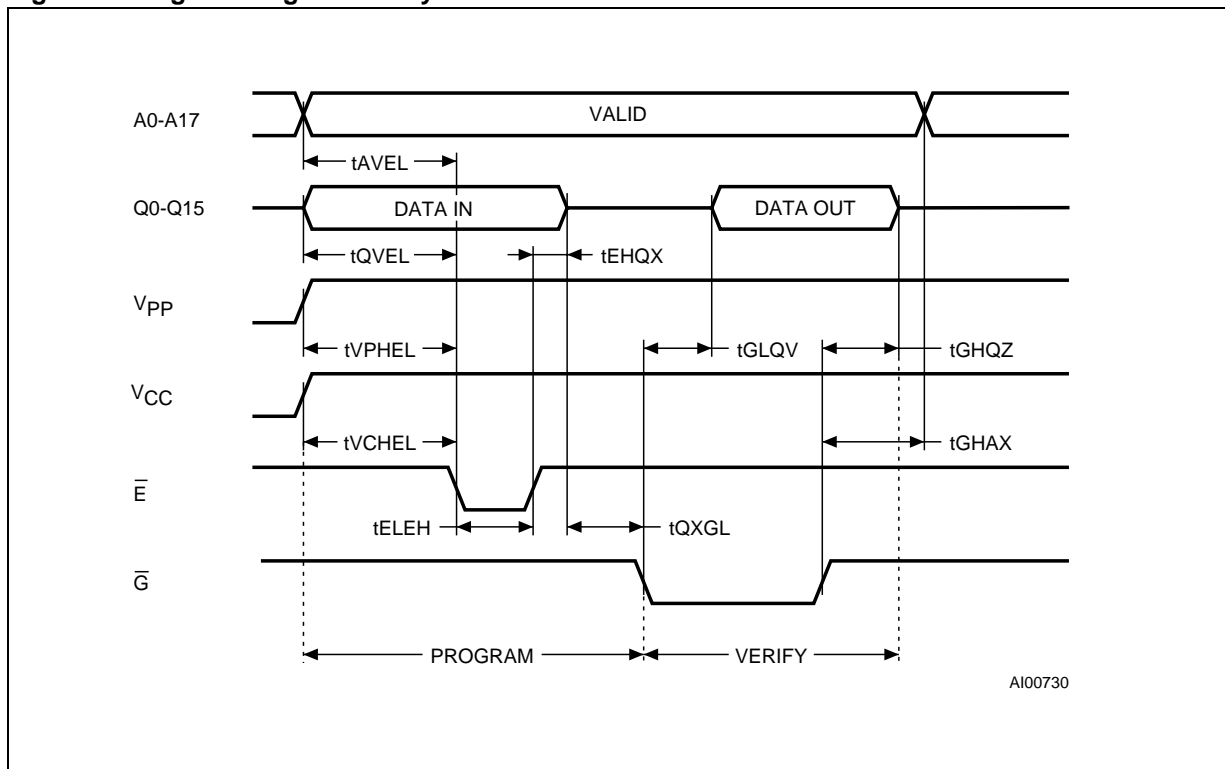 A0-A17
VALID
tAVEL
Q0-Q15
DATA IN
DATA OUT
tQVEL
tEHQX
VPP
tVPHEL
tGLQV
tGHQZ
VCC
tVCHEL
tGHAX
E̅
tELEH
tQXGL
G̅
PROGRAM
VERIFY
AI00730